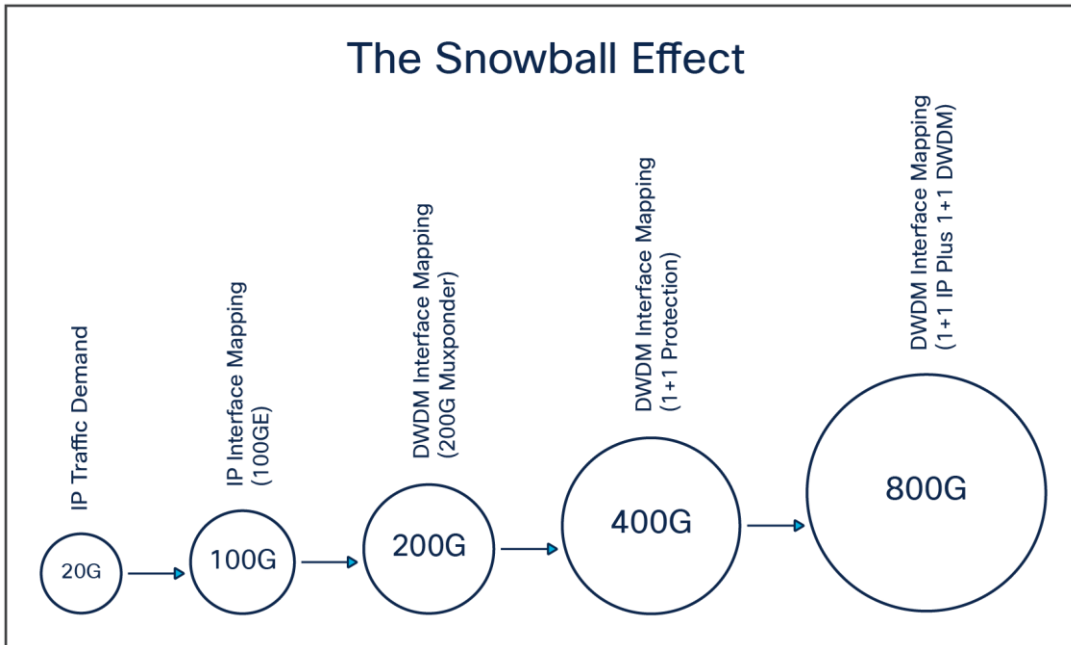 The Snowball Effect
IP Traffic Demand
20G
IP Interface Mapping
(100GE)
100G
DWDM Interface Mapping
(200G Muxponder)
200G
DWDM Interface Mapping
(1+1 Protection)
400G
DWDM Interface Mapping
(1+1 IP Plus 1+1 DWDM)
800G